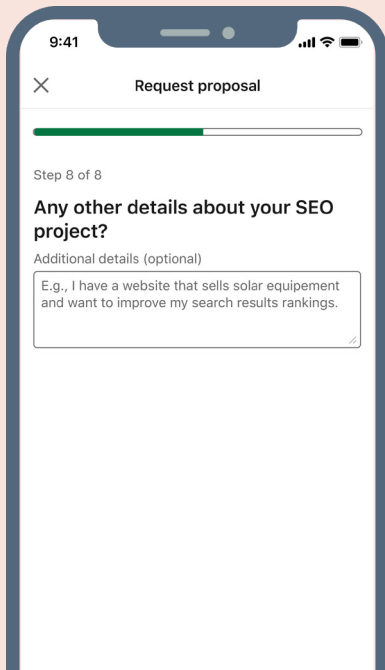 9:41
Request proposal
Step 8 of 8
Any other details about your SEO
project?
Additional details (optional)
E.g., I have a website that sells solar equipement
and want to improve my search results rankings.